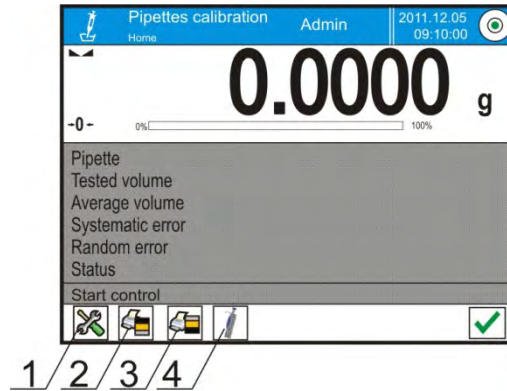 Pipettes calibration Admin 2011.12.05
Home 09:10:00
0.0000 g
→0← 0% 100%
Pipette
Tested volume
Average volume
Systematic error
Random error
Status
Start control
1 2 3 4